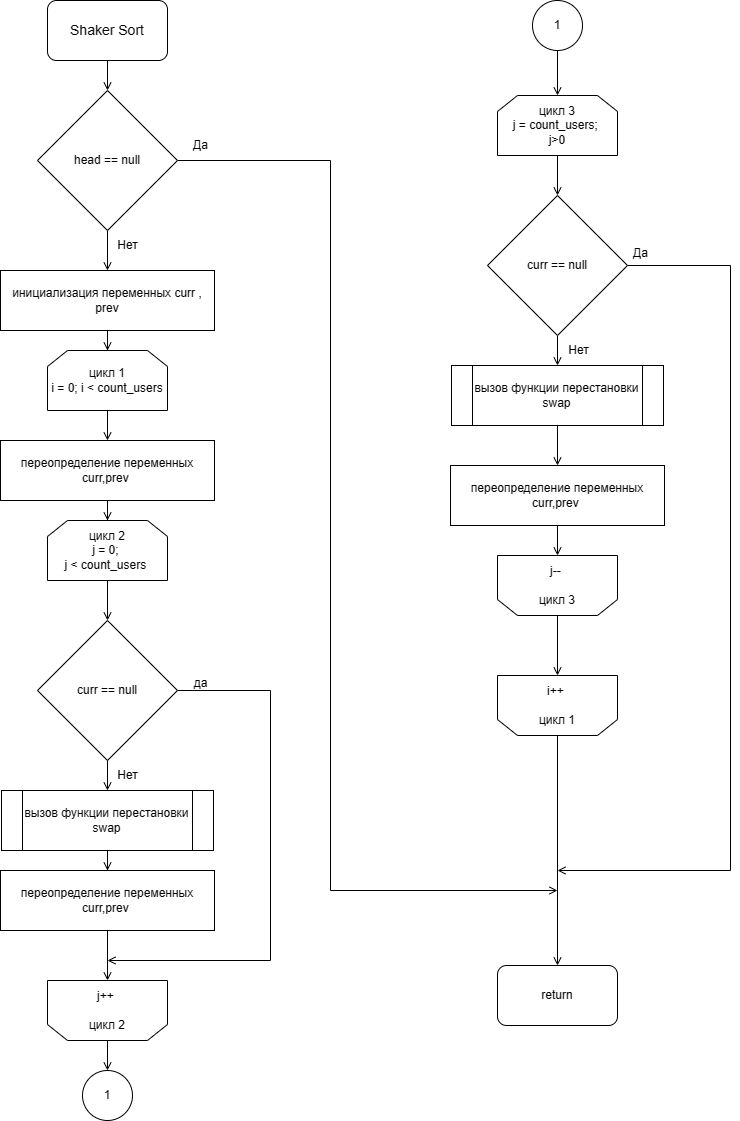 Shaker Sort
head == null
Да
Нет
инициализация переменных curr ,
prev
цикл 1
i = 0; i < count_users
переопределение переменных
curr,prev
цикл 2
j = 0;
j < count_users
curr == null
да
Нет
вызов функции перестановки
swap
переопределение переменных
curr,prev
j++
цикл 2
1
1
цикл 3
j = count_users;
j>0
curr == null
Да
Нет
вызов функции перестановки
swap
переопределение переменных
curr,prev
j--
цикл 3
i++
цикл 1
return